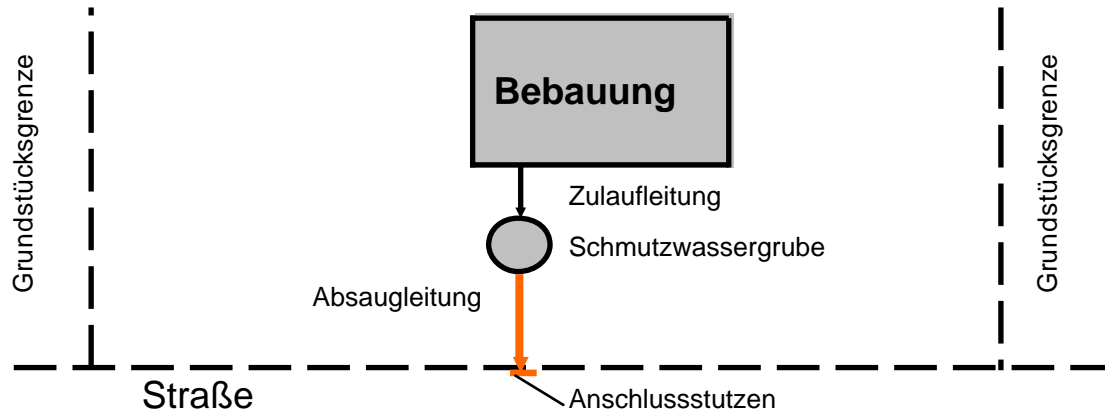 Grundstücksgrenze
Bebauung
Grundstücksgrenze
Zulaufleitung
Schmutzwassergrube
Absaugleitung
Straße
Anschlussstutzen